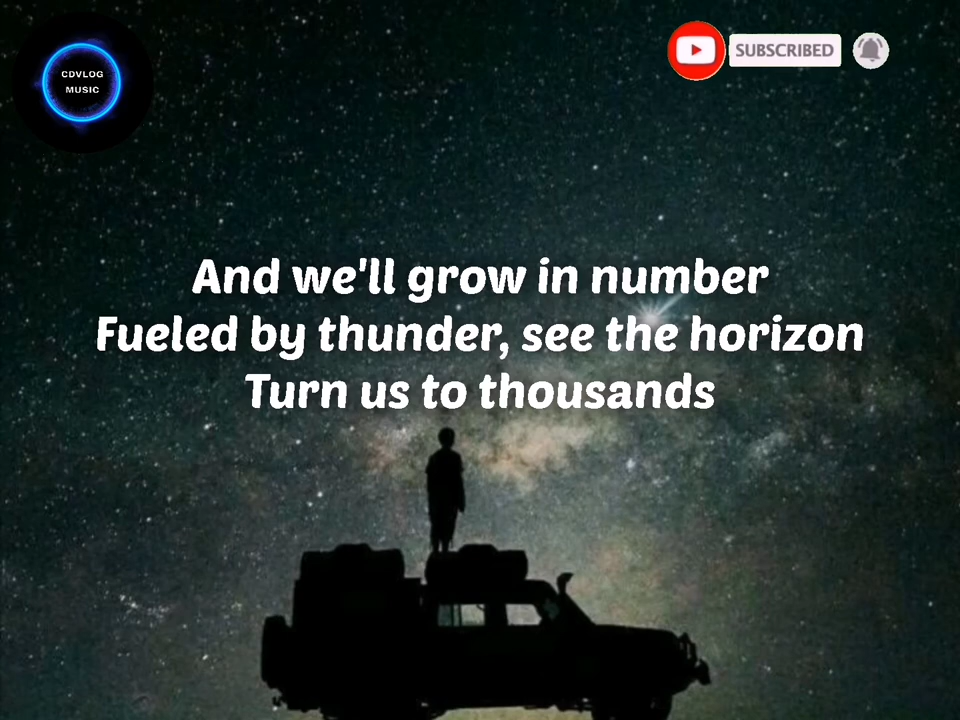 CDVLOG
MUSIC
SUBSCRIBED
And we'll grow in number
Fueled by thunder, see the horizon
Turn us to thousands